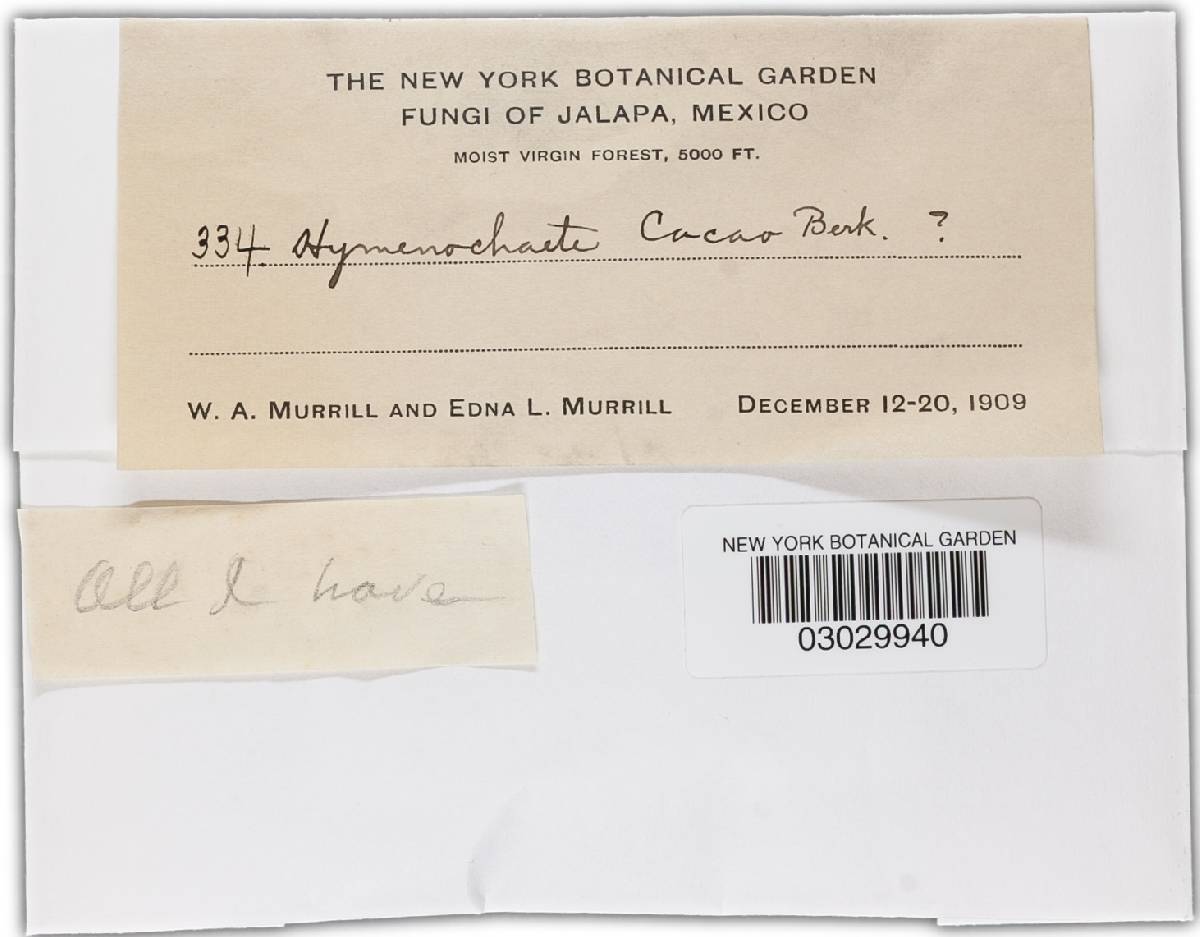 THE NEW YORK BOTANICAL GARDEN
FUNGI OF JALAPA, MEXICO
MOIST VIRGIN FOREST, 5000 FT.
334. Hymenochaete Cacao Berk. ?
W. A. MURRILL AND EDNA L. MURRILL DECEMBER 12-20, 1909
All I have
NEW YORK BOTANICAL GARDEN
03029940